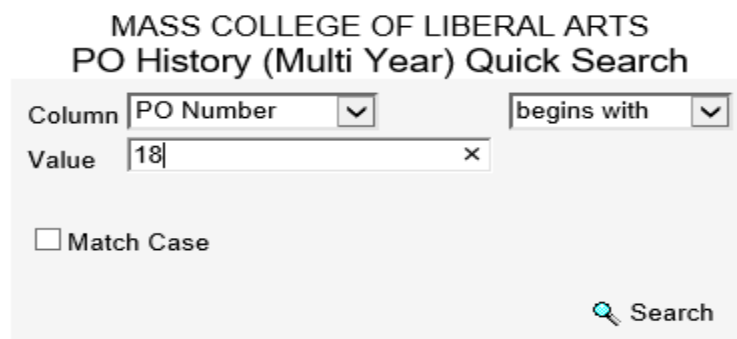 MASS COLLEGE OF LIBERAL ARTS
PO History (Multi Year) Quick Search
Column PO Number begins with
Value 18
Match Case
Search